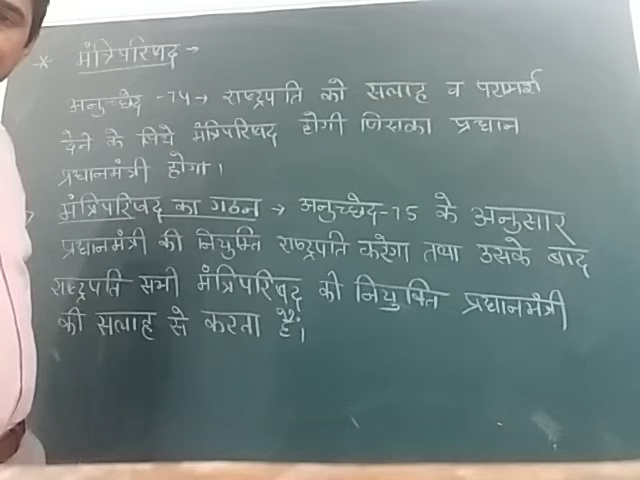 * मंत्रिपरिषद →
अनुच्छेद -74→ राष्ट्रपति को सलाह व परामर्श
देने के लिये मंत्रिपरिषद होगी जिसका प्रधान
प्रधानमंत्री होगा।
मंत्रिपरिषद का गठन → अनुच्छेद-75 के अनुसार
प्रधानमंत्री की नियुक्ति राष्ट्रपति करेगा तथा उसके बाद
राष्ट्रपति सभी मंत्रिपरिषद की नियुक्ति प्रधानमंत्री
की सलाह से करता हैं।